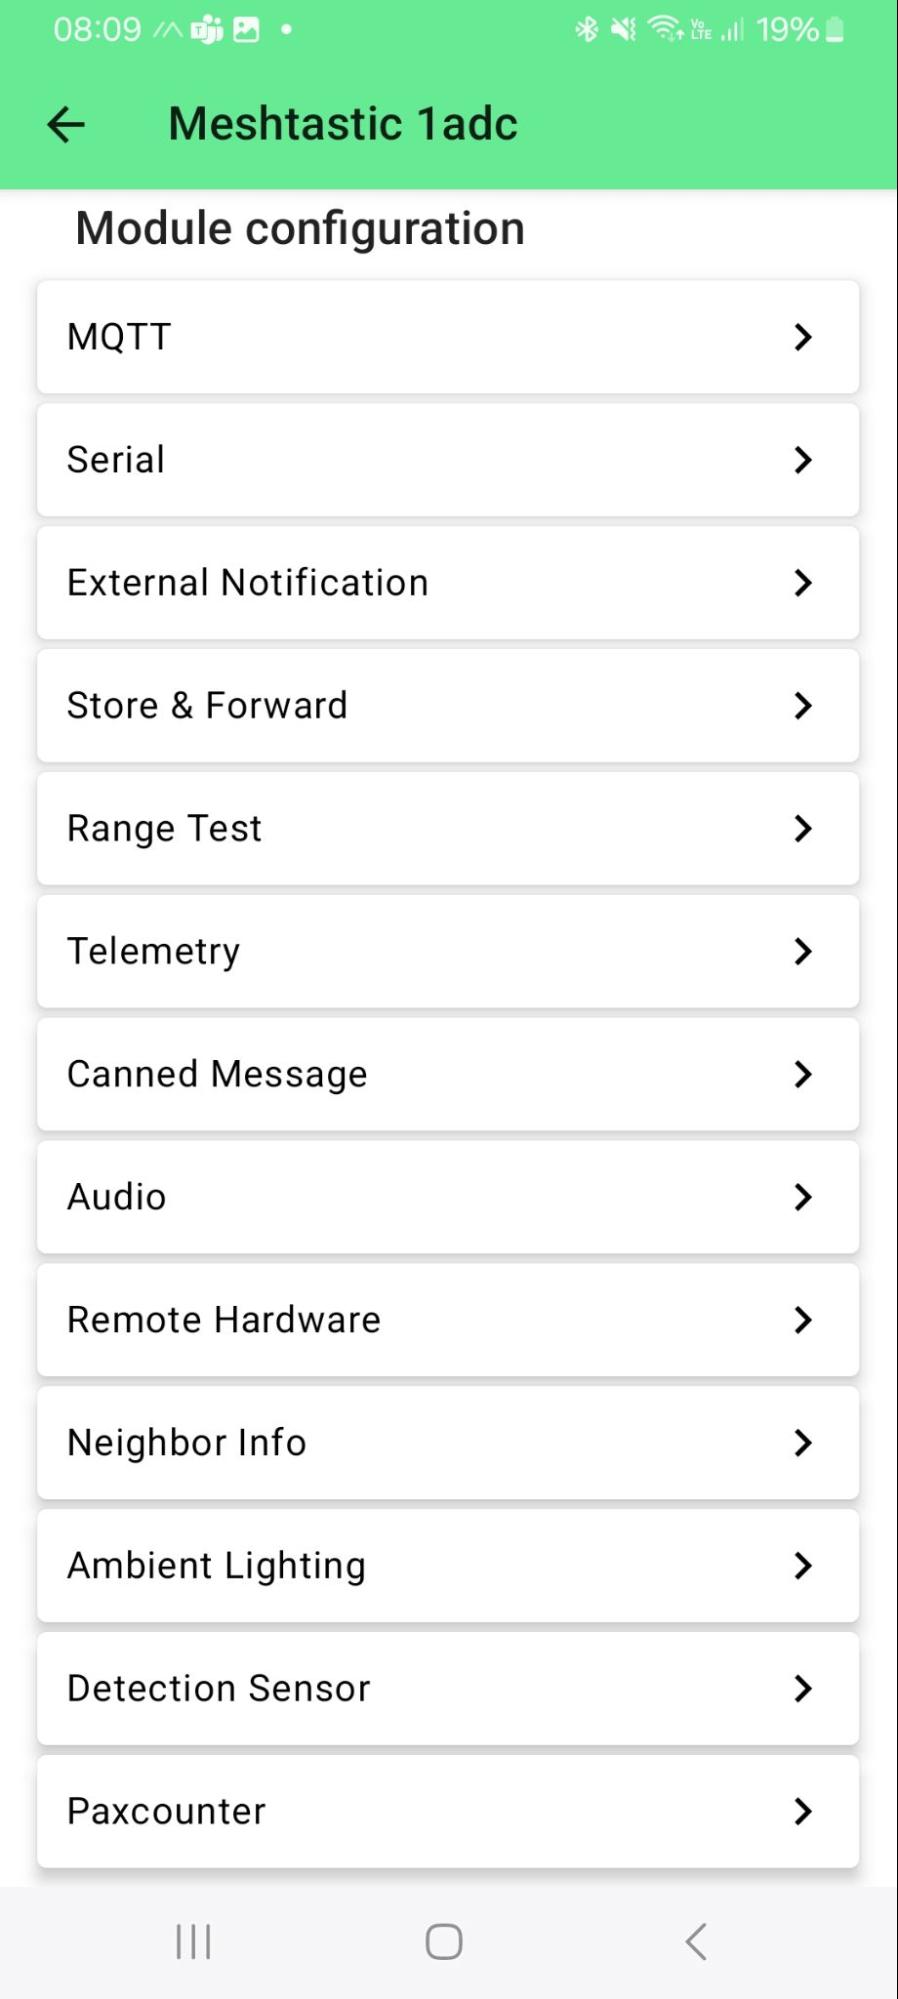 08:09 19%
Meshtastic 1adc
Module configuration
MQTT
Serial
External Notification
Store & Forward
Range Test
Telemetry
Canned Message
Audio
Remote Hardware
Neighbor Info
Ambient Lighting
Detection Sensor
Paxcounter